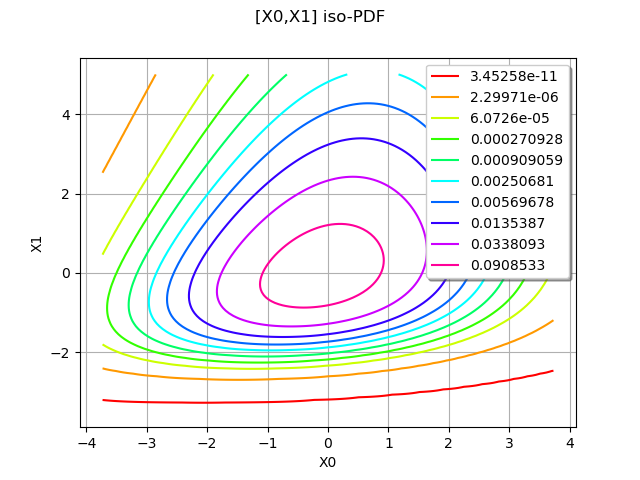 [X0,X1] iso-PDF
3.45258e-11
2.29971e-06
6.0726e-05
0.000270928
0.000909059
0.00250681
0.00569678
0.0135387
0.0338093
0.0908533
4
2
0
−2
X1
−4 −3 −2 −1 0 1 2 3 4
X0